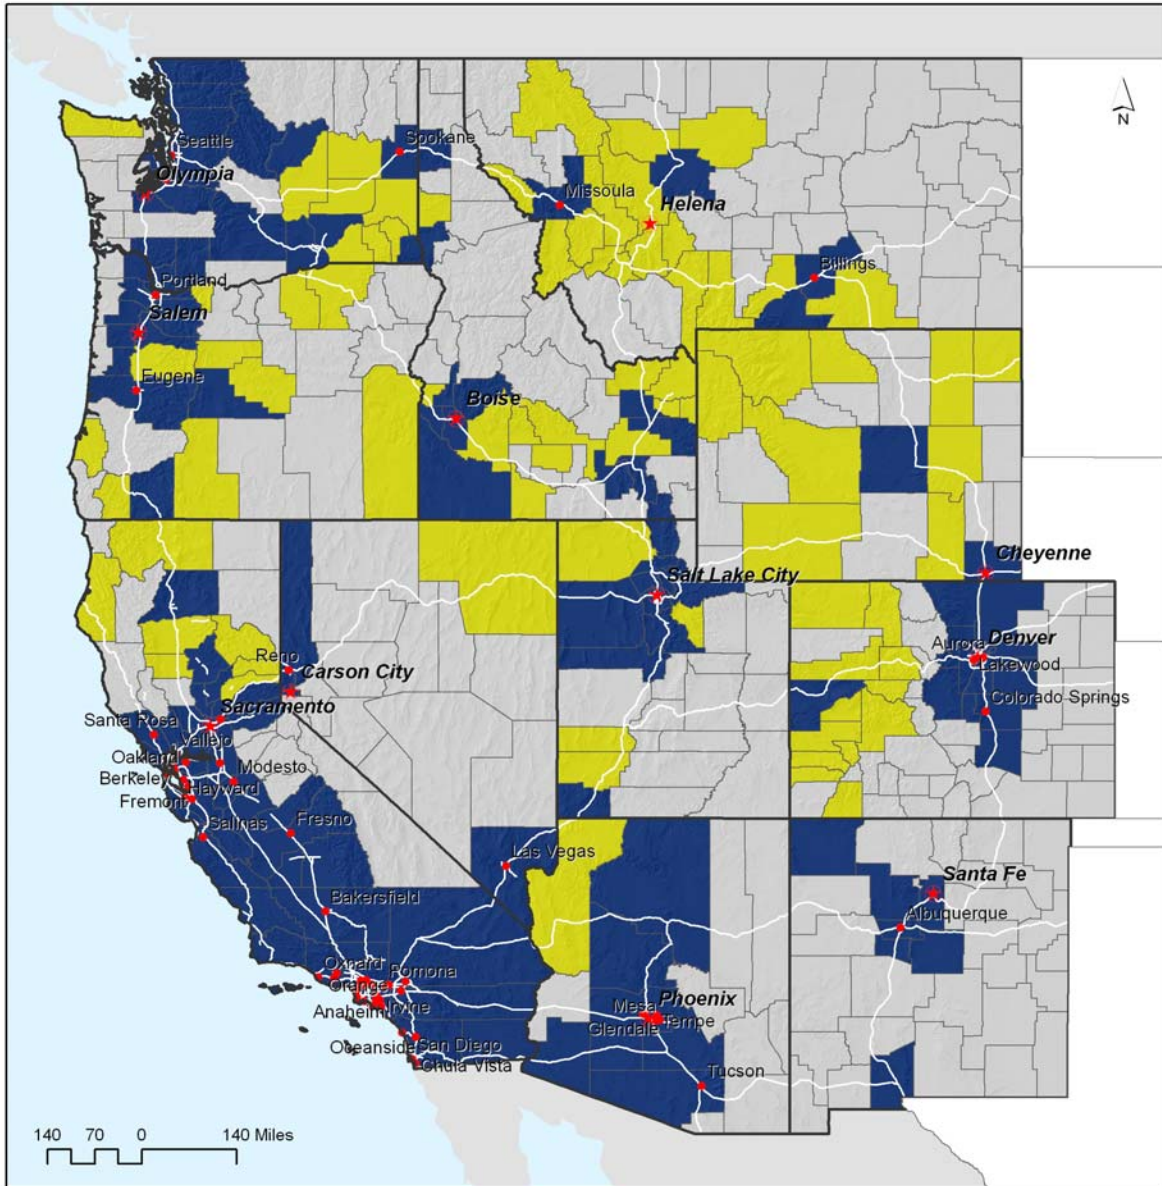 N
Seattle
Spokane
Olympia
Missoula
Helena
Portland
Billings
Salem
Eugene
Boise
Cheyenne
Salt Lake City
Aurora
Denver
Lakewood
Reno
Carson City
Colorado Springs
Santa Rosa
Sacramento
Vallejo
Oakland
Modesto
Berkeley
Hayward
Fremont
Salinas
Fresno
Las Vegas
Santa Fe
Bakersfield
Albuquerque
Oxnard
Pomona
Orange
Anaheim
Irvine
Mesa
Phoenix
Glendale
Tempe
Oceanside
San Diego
Chula Vista
Tucson
140 70 0 140 Miles